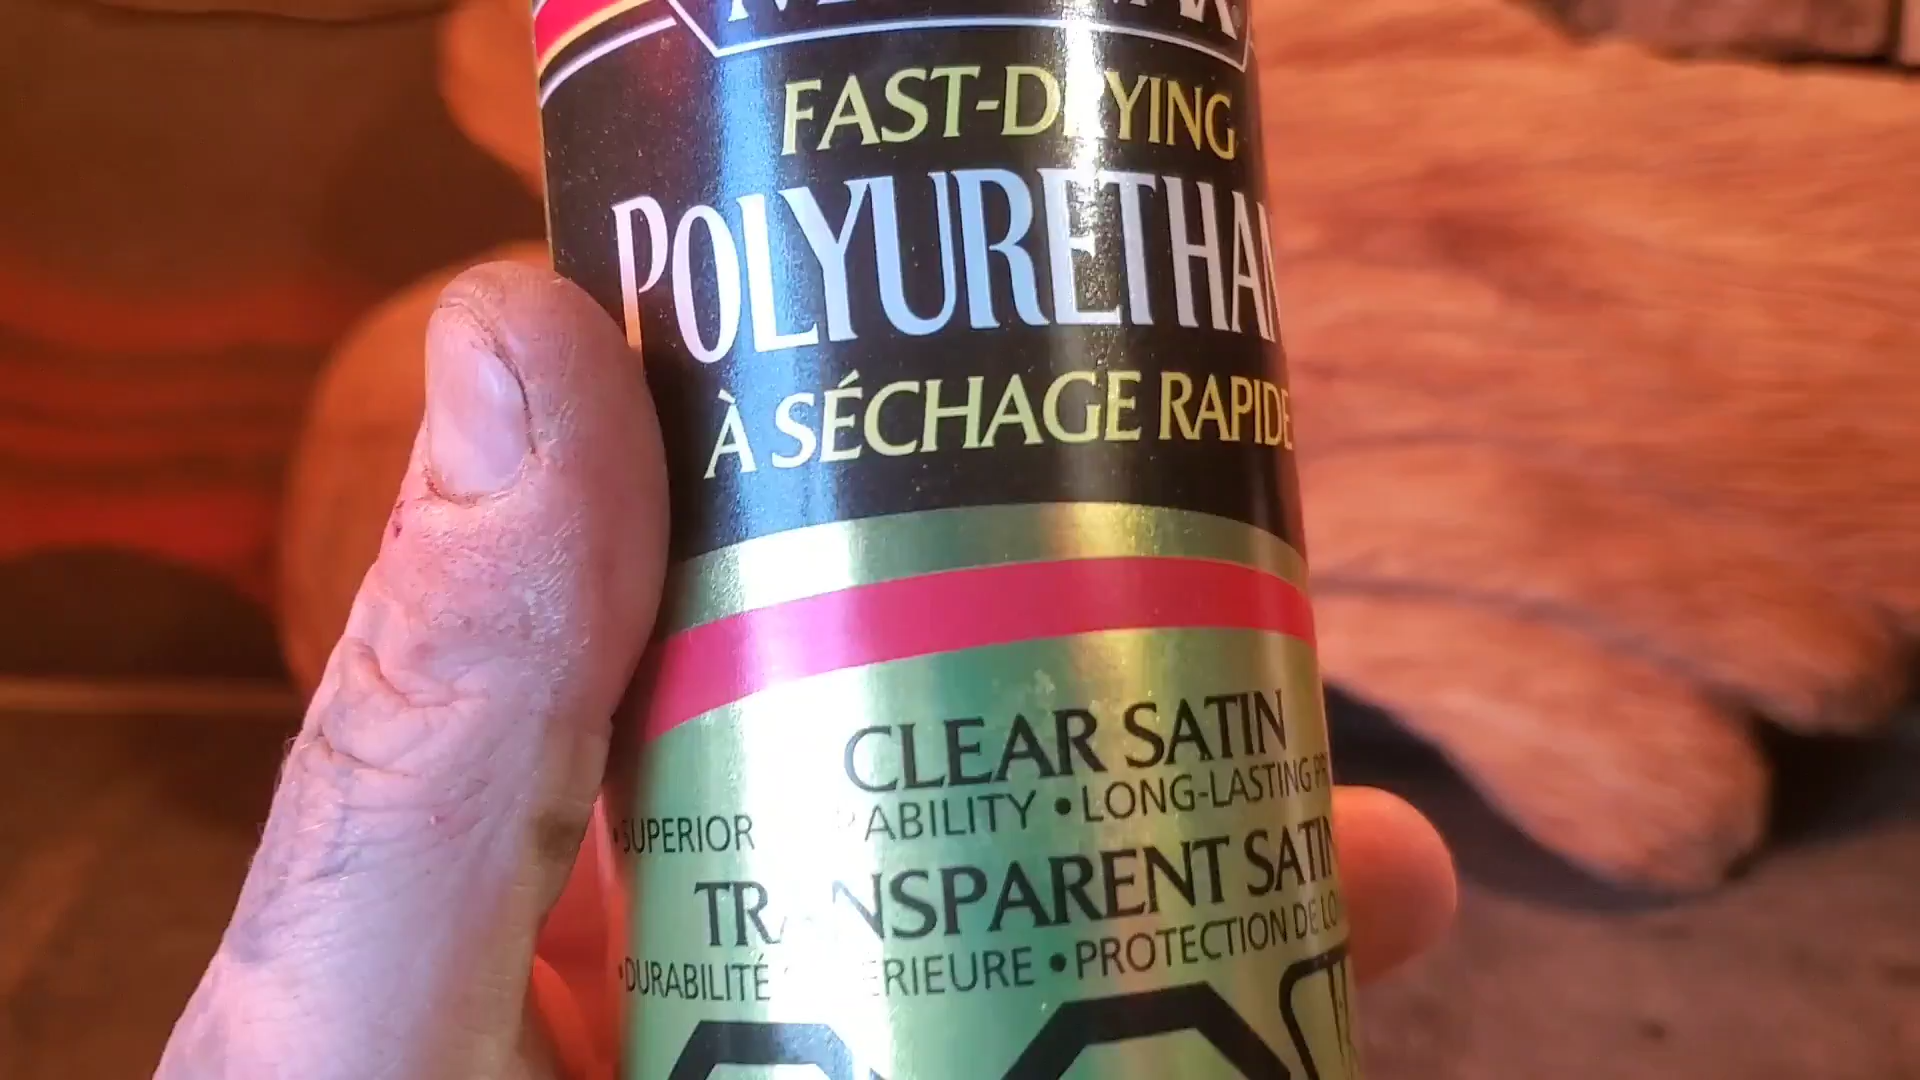 FAST-DRYING
POLYURETHAN
À SÉCHAGE RAPIDE
CLEAR SATIN
•SUPERIOR ABILITY •LONG-LASTING
TRANSPARENT SATIN
•DURABILITÉ ERIEURE •PROTECTION DE LO